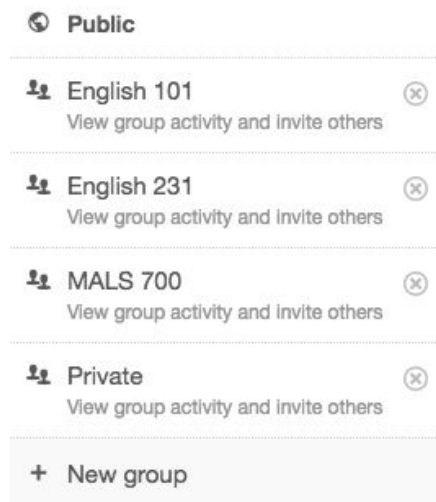 Public
English 101
View group activity and invite others
English 231
View group activity and invite others
MALS 700
View group activity and invite others
Private
View group activity and invite others
+ New group